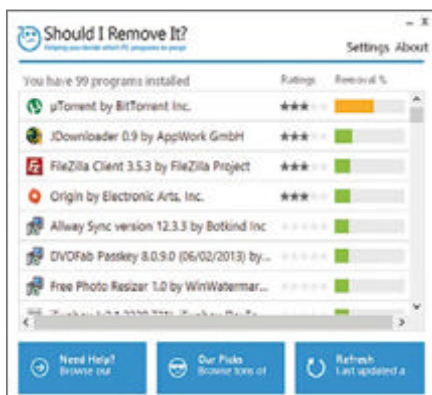 Should I Remove It?
Helping you decide which PC programs to purge
Settings About
You have 99 programs installed
Ratings
Removal %
µTorrent by BitTorrent Inc.
JDownloader 0.9 by AppWork GmbH
FileZilla Client 3.5.3 by FileZilla Project
Origin by Electronic Arts, Inc.
Allway Sync version 12.3.3 by Botkind Inc
DVDFab Passkey 8.0.9.0 (06/02/2013) by...
Free Photo Resizer 1.0 by WinWatermar...
Need Help?
Browse our
Our Picks
Browse tons of
Refresh
Last updated a